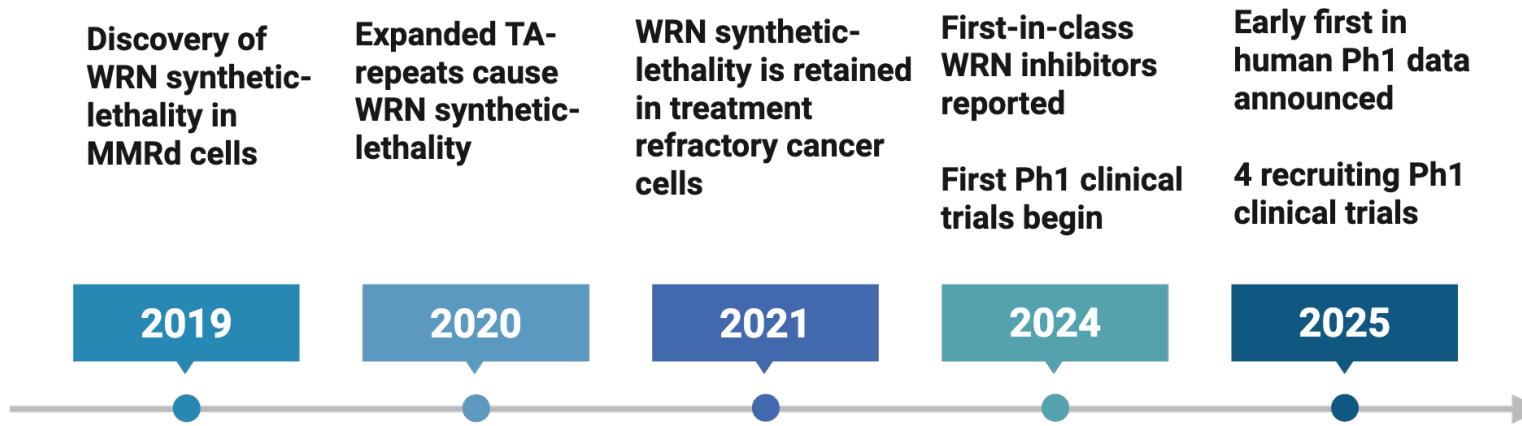 Discovery of
WRN synthetic-
lethality in
MMRd cells
Expanded TA-
repeats cause
WRN synthetic-
lethality
WRN synthetic-
lethality is retained
in treatment
refractory cancer
cells
First-in-class
WRN inhibitors
reported
First Ph1 clinical
trials begin
Early first in
human Ph1 data
announced
4 recruiting Ph1
clinical trials
2019
2020
2021
2024
2025